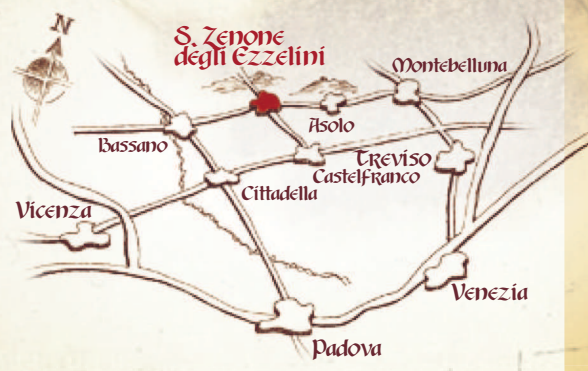 N
S. Zenone
degli Ezzelini
Montebelluna
Asolo
Bassano
Treviso
Castelfranco
Cittadella
Vicenza
Venezia
Padova